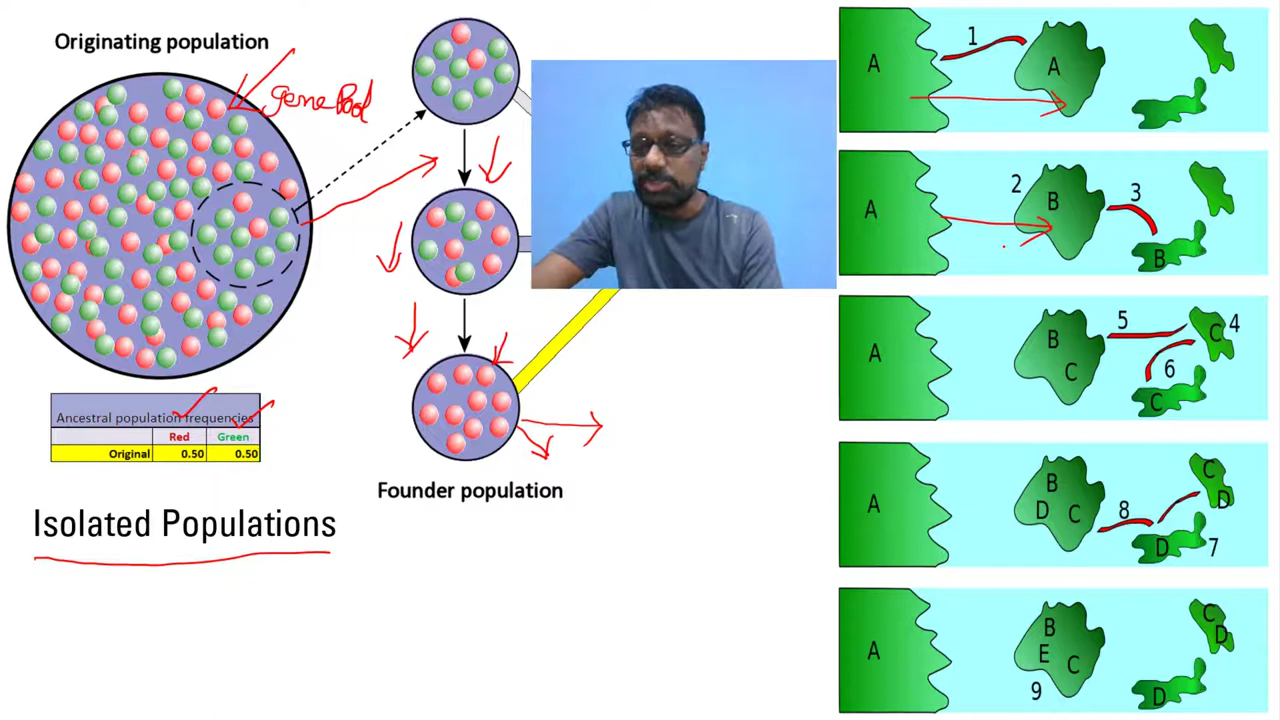 Originating population
Gene Pool
Ancestral population frequencies
Red Green
Original 0.50 0.50
Isolated Populations
Founder population
A 1 A
A 2 B 3 B
A B C 5 C 4 6 C
A B D C 8 C D D 7
A B E C 9 C D D